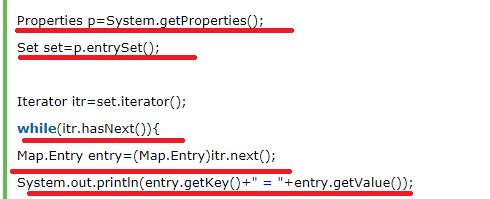 Properties p=System.getProperties();
Set set=p.entrySet();
Iterator itr=set.iterator();
while(itr.hasNext()){
Map.Entry entry=(Map.Entry)itr.next();
System.out.println(entry.getKey()+" = "+entry.getValue());